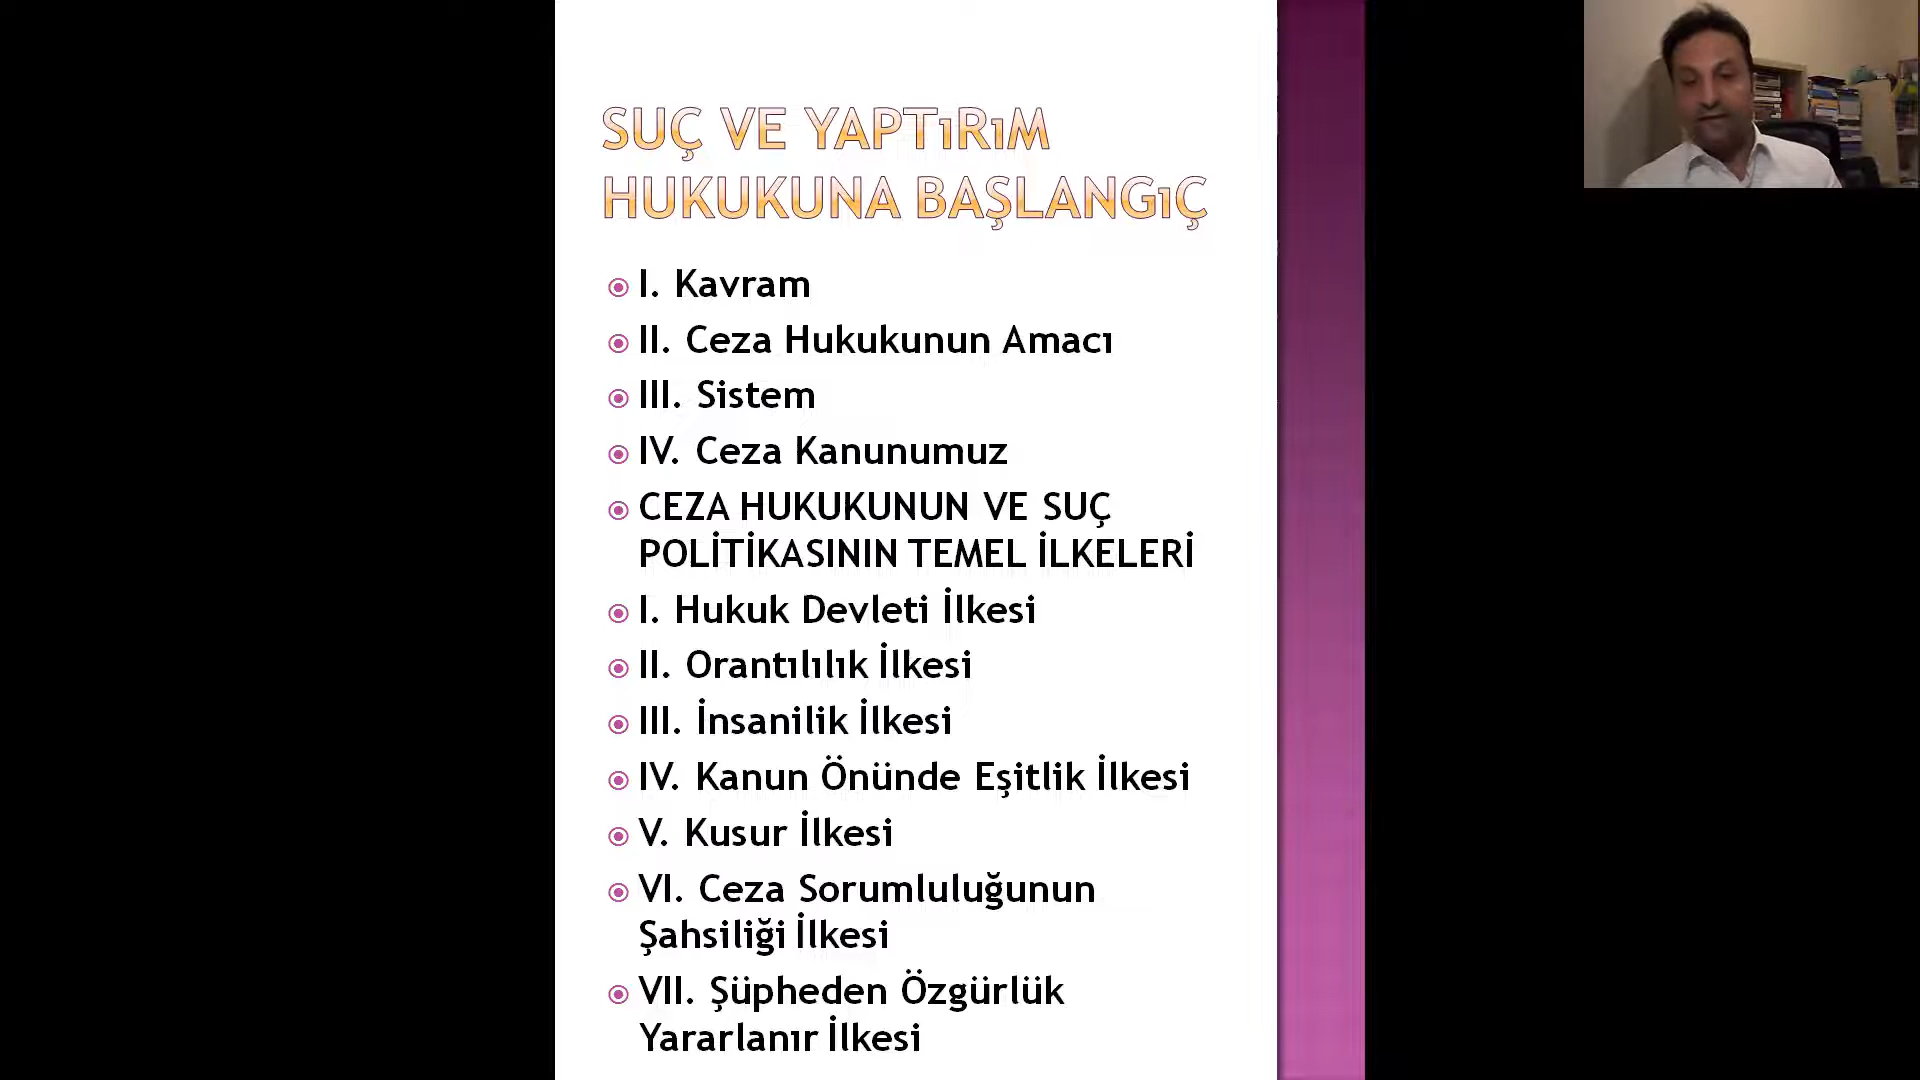 SUÇ VE YAPTıRıM
HUKUKUNA BAŞLANGıÇ
I. Kavram
II. Ceza Hukukunun Amacı
III. Sistem
IV. Ceza Kanunumuz
CEZA HUKUKUNUN VE SUÇ
POLİTİKASININ TEMEL İLKELERİ
I. Hukuk Devleti İlkesi
II. Orantılılık İlkesi
III. İnsanilik İlkesi
IV. Kanun Önünde Eşitlik İlkesi
V. Kusur İlkesi
VI. Ceza Sorumluluğunun
Şahsiliği İlkesi
VII. Şüpheden Özgürlük
Yararlanır İlkesi